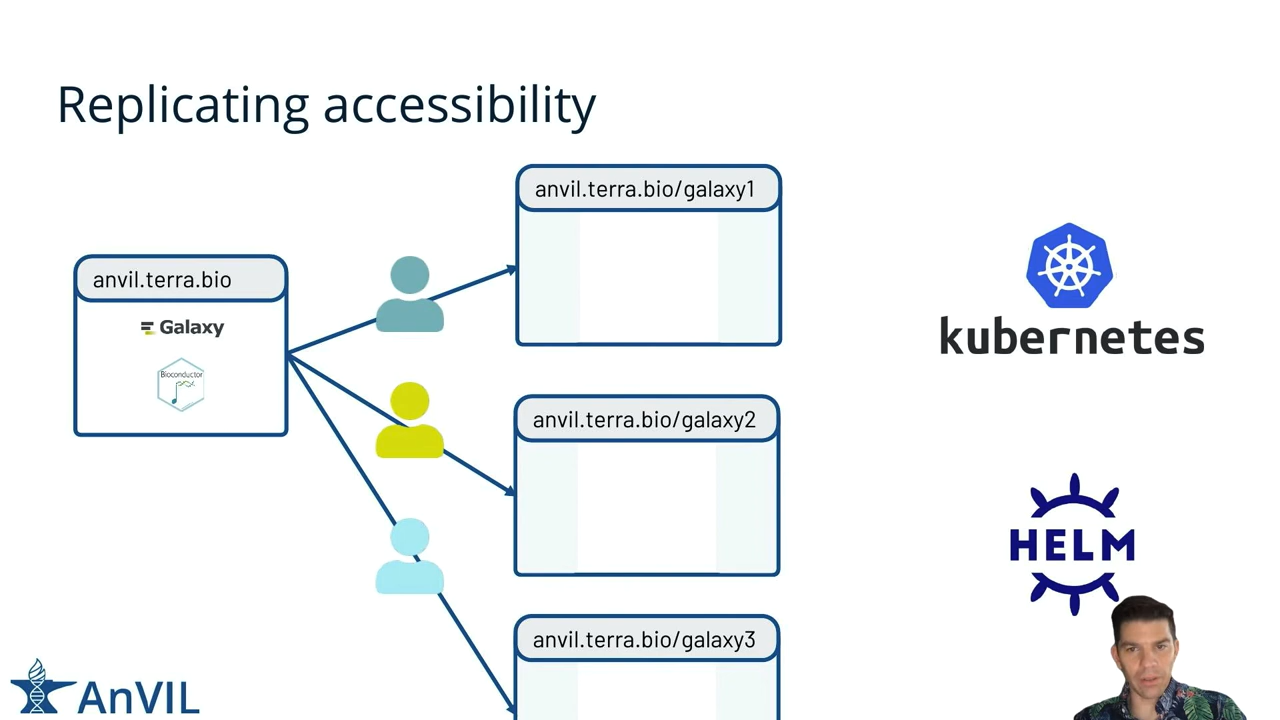 Replicating accessibility
anvil.terra.bio
Galaxy
Bioconductor
anvil.terra.bio/galaxy1
anvil.terra.bio/galaxy2
anvil.terra.bio/galaxy3
kubernetes
HELM
AnVIL